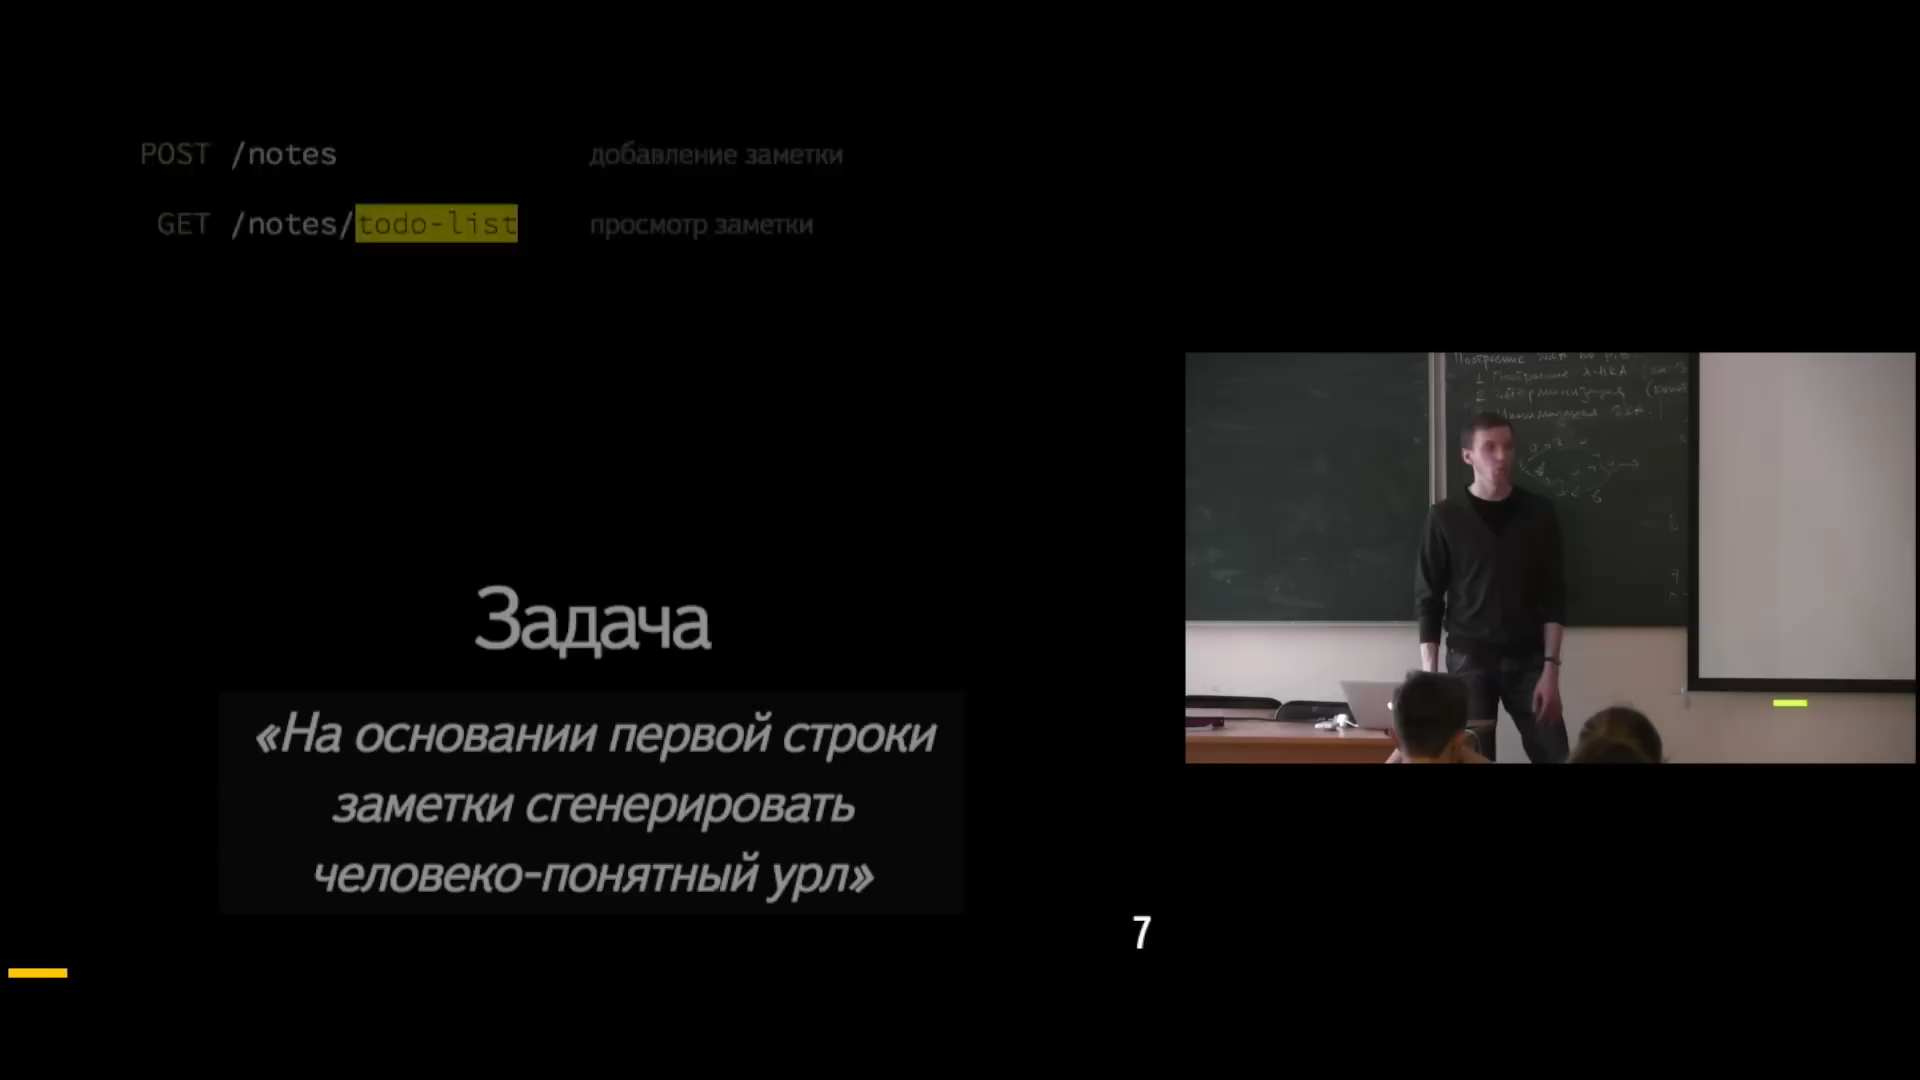 POST /notes добавление заметки
GET /notes/todo-list просмотр заметки
Задача
«На основании первой строки
заметки сгенерировать
человеко-понятный урл»
7